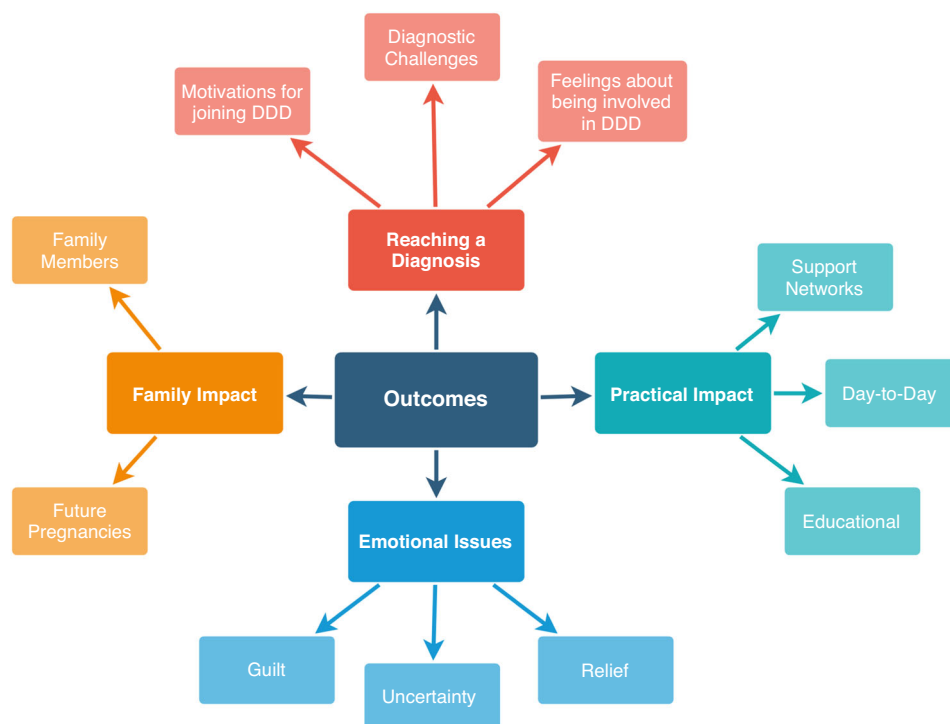 Diagnostic
Challenges
Motivations for
joining DDD
Feelings about
being involved
in DDD
Reaching a
Diagnosis
Family
Members
Support
Networks
Family Impact
Outcomes
Practical Impact
Day-to-Day
Future
Pregnancies
Educational
Emotional Issues
Guilt
Uncertainty
Relief